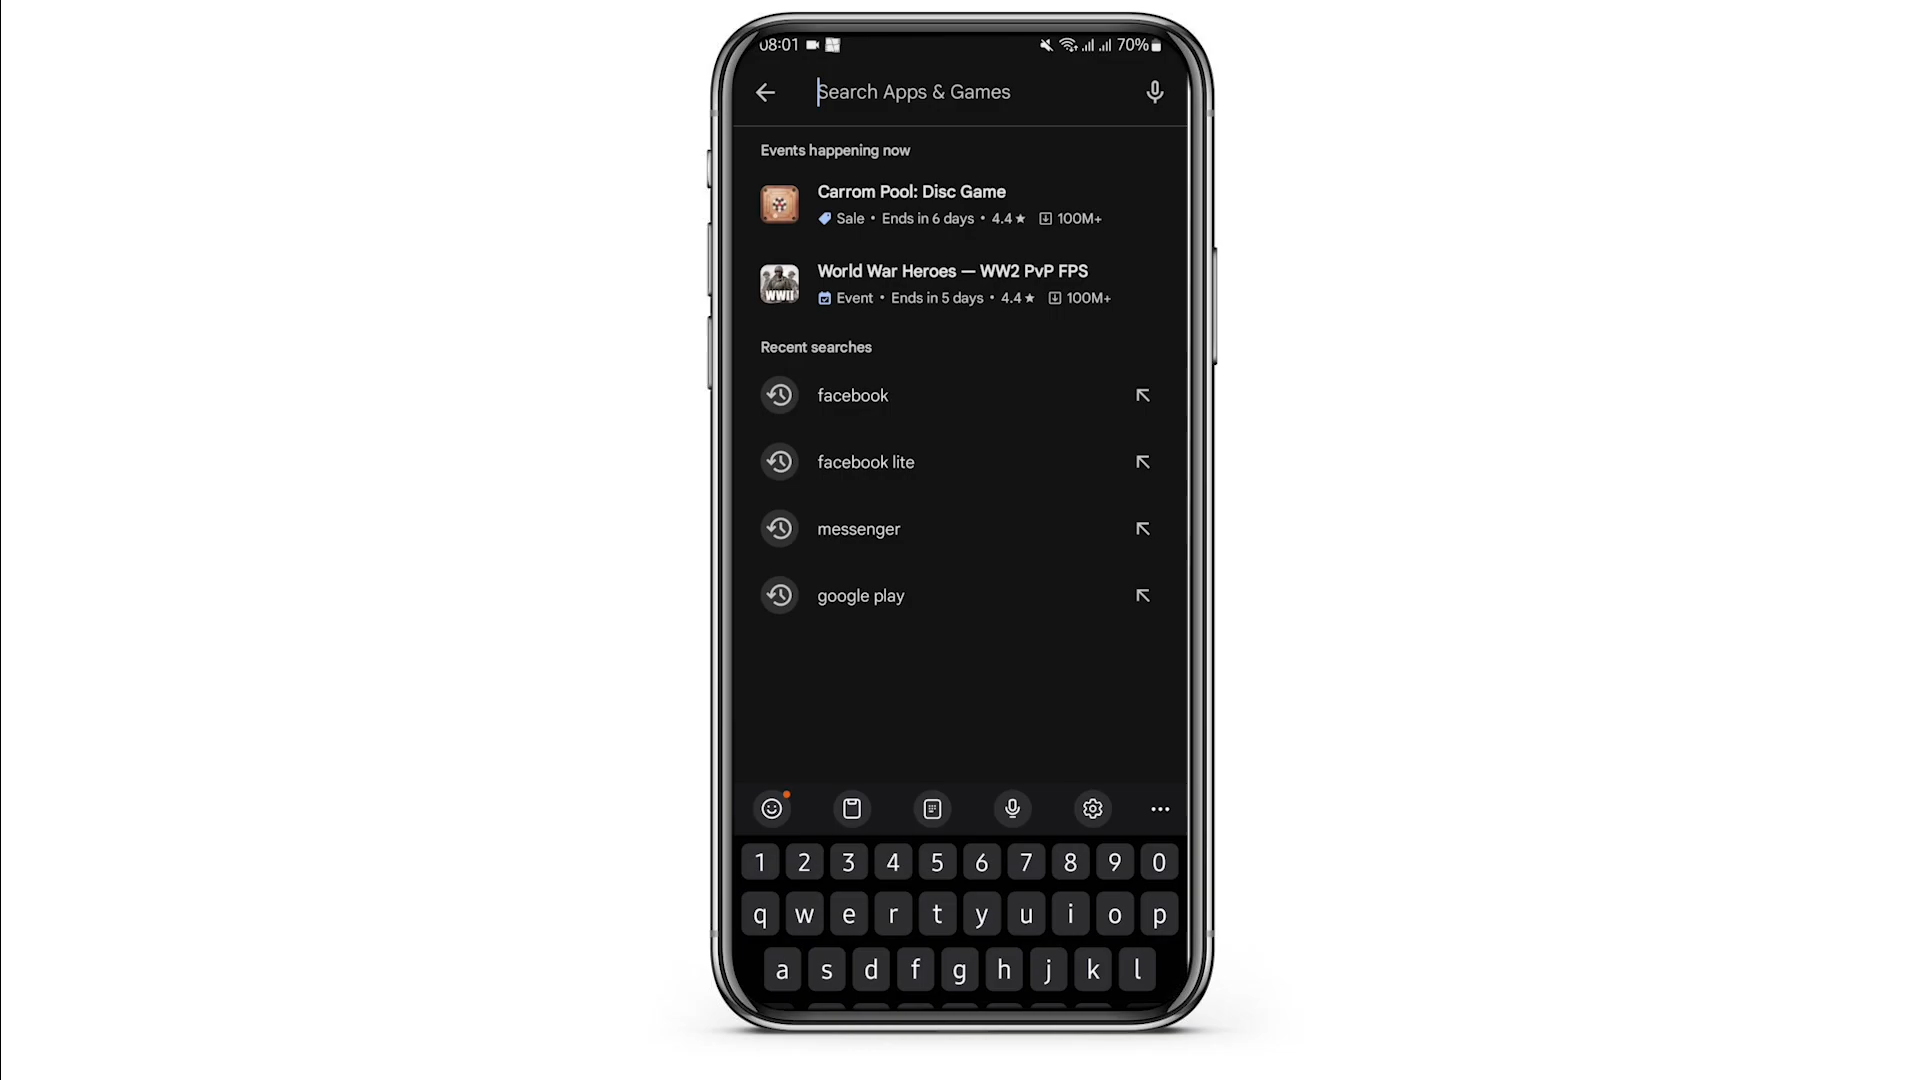 08:01 70%
Search Apps & Games
Events happening now
Carrom Pool: Disc Game
Sale • Ends in 6 days • 4.4★ 100M+
World War Heroes — WW2 PvP FPS
WWII
Event • Ends in 5 days • 4.4★ 100M+
Recent searches
facebook
facebook lite
messenger
google play
1 2 3 4 5 6 7 8 9 0
q w e r t y u i o p
a s d f g h j k l